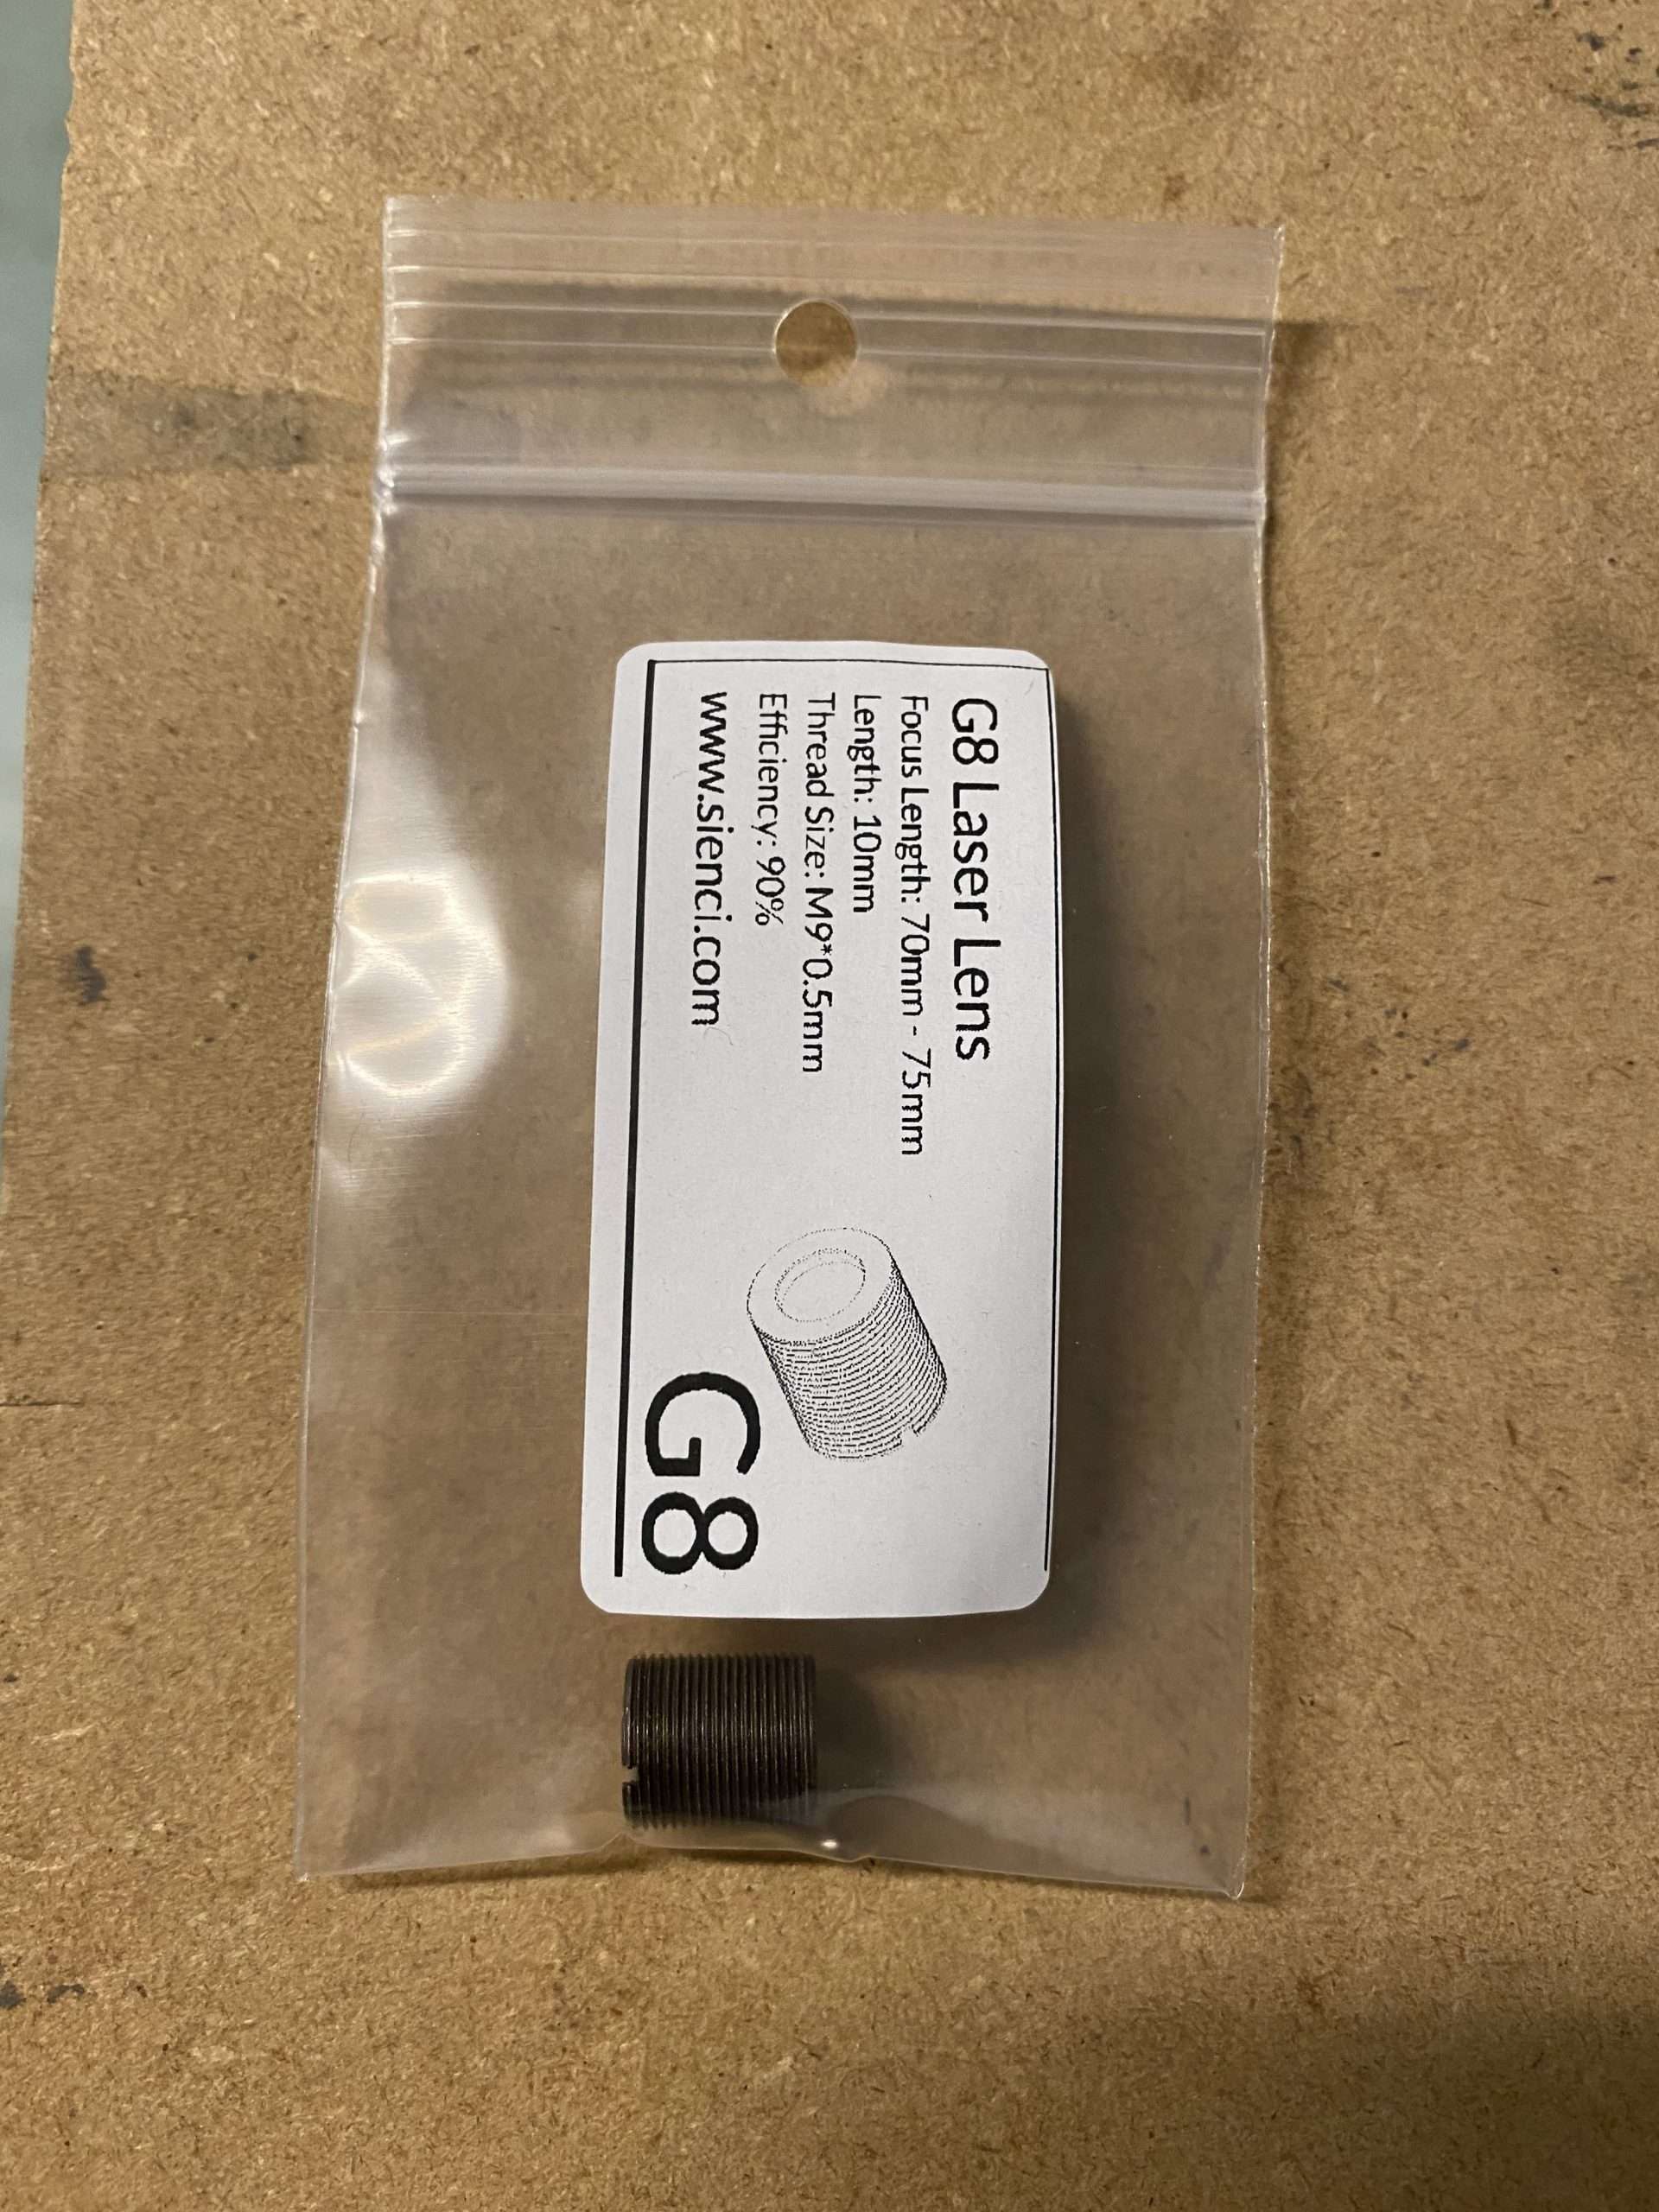 G8 Laser Lens
Focus Length: 70mm - 75mm
Length: 10mm
Thread Size: M9*0.5mm
Efficiency: 90%
www.sienci.com
G8